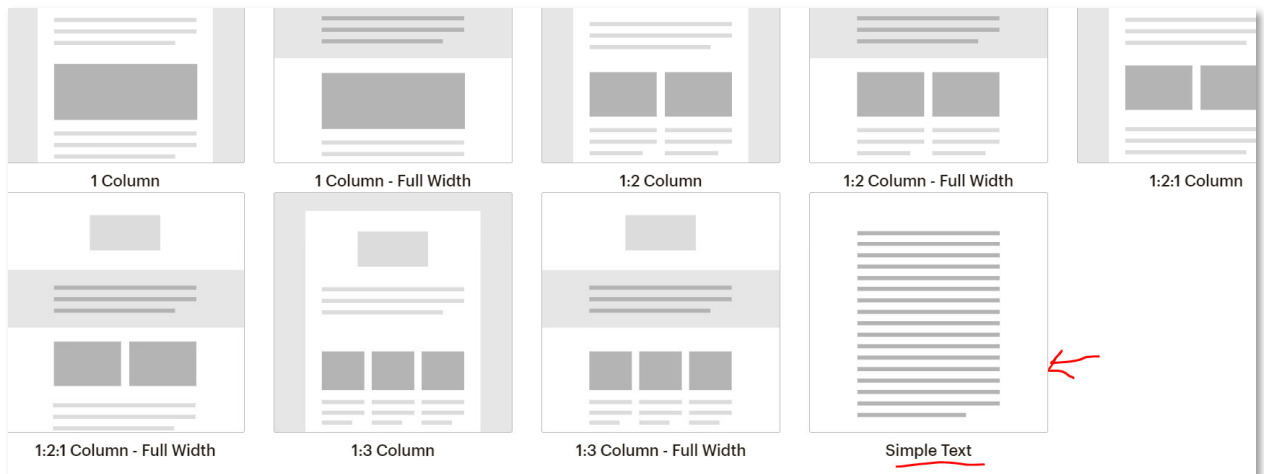 1 Column
1 Column - Full Width
1:2 Column
1:2 Column - Full Width
1:2:1 Column
1:2:1 Column - Full Width
1:3 Column
1:3 Column - Full Width
Simple Text